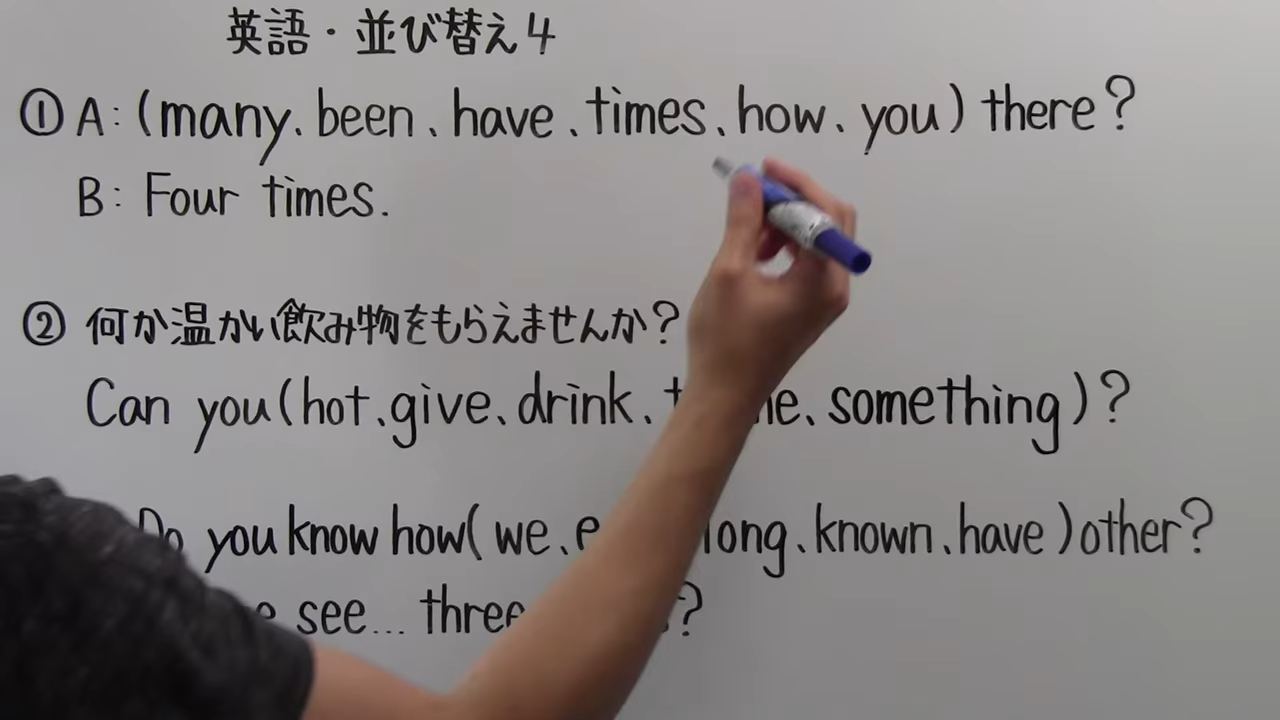 英語・並び替え4
① A: (many. been. have. times. how. you) there?
B: Four times.
② 何か温かい飲み物をもらえませんか?
Can you (hot. give. drink. something)?
you know how (we. long. known. have) other?
see... three ?